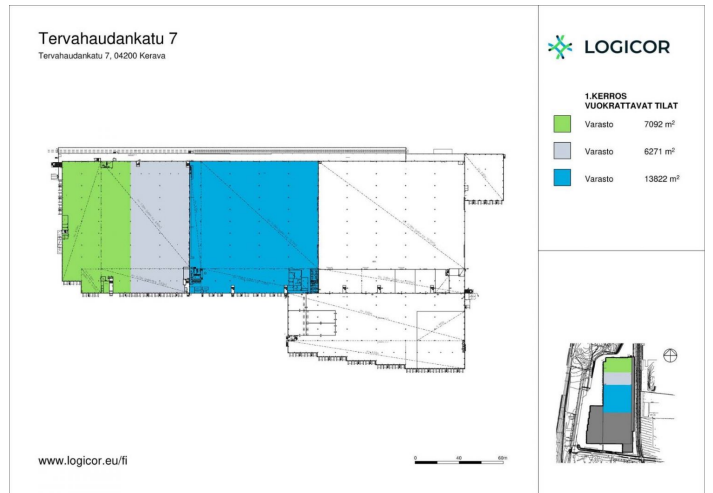 Tervahaudankatu 7
Tervahaudankatu 7, 04200 Kerava
LOGICOR
1.KERROS
VUOKRATTAVAT TILAT
Varasto 7092 m²
Varasto 6271 m²
Varasto 13822 m²
www.logicor.eu/fi
0 40 60m